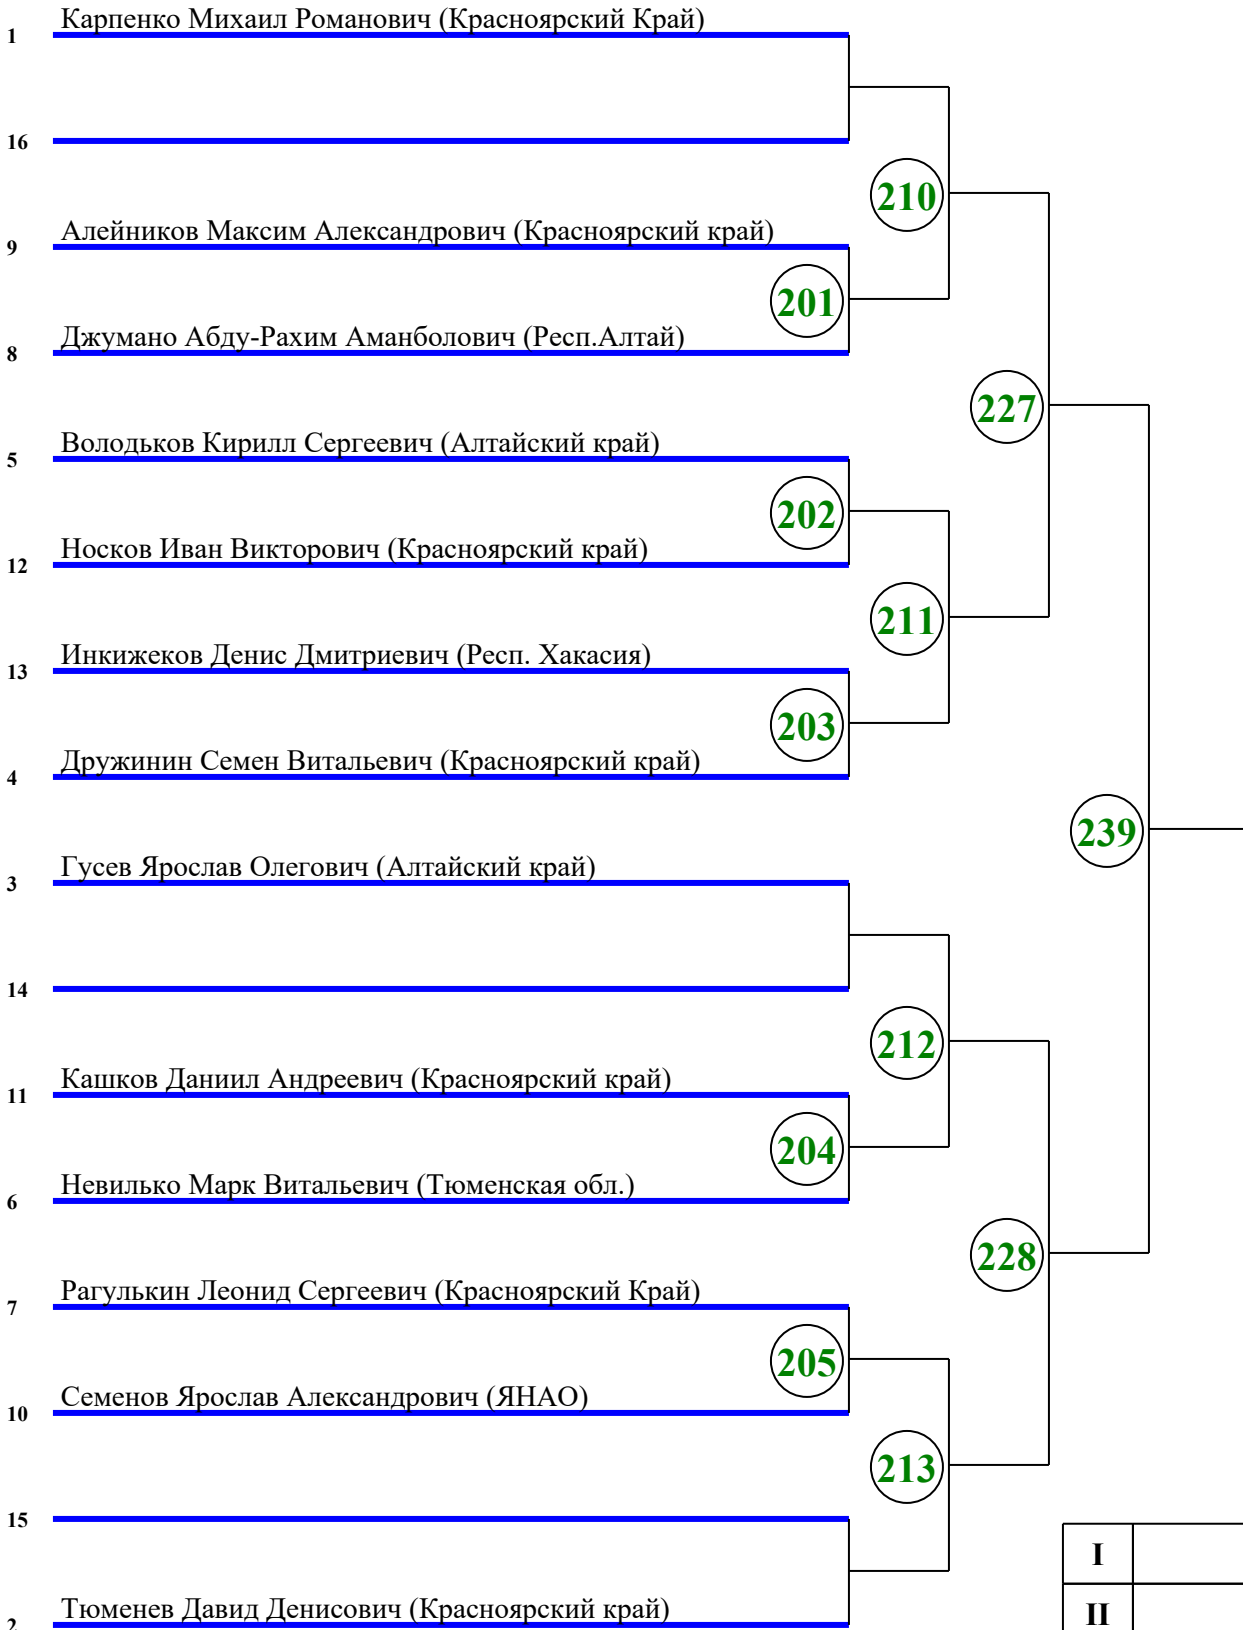 1 Карпенко Михаил Романович (Красноярский Край)
16
210
9 Алейников Максим Александрович (Красноярский край)
201
8 Джумано Абду-Рахим Аманболович (Респ.Алтай)
227
5 Володьков Кирилл Сергеевич (Алтайский край)
202
12 Носков Иван Викторович (Красноярский край)
211
13 Инкижеков Денис Дмитриевич (Респ. Хакасия)
203
4 Дружинин Семен Витальевич (Красноярский край)
239
3 Гусев Ярослав Олегович (Алтайский край)
14
212
11 Кашков Даниил Андреевич (Красноярский край)
204
6 Невилько Марк Витальевич (Тюменская обл.)
228
7 Рагулькин Леонид Сергеевич (Красноярский Край)
205
10 Семенов Ярослав Александрович (ЯНАО)
213
15
I
2 Тюменев Давид Денисович (Красноярский край)
II